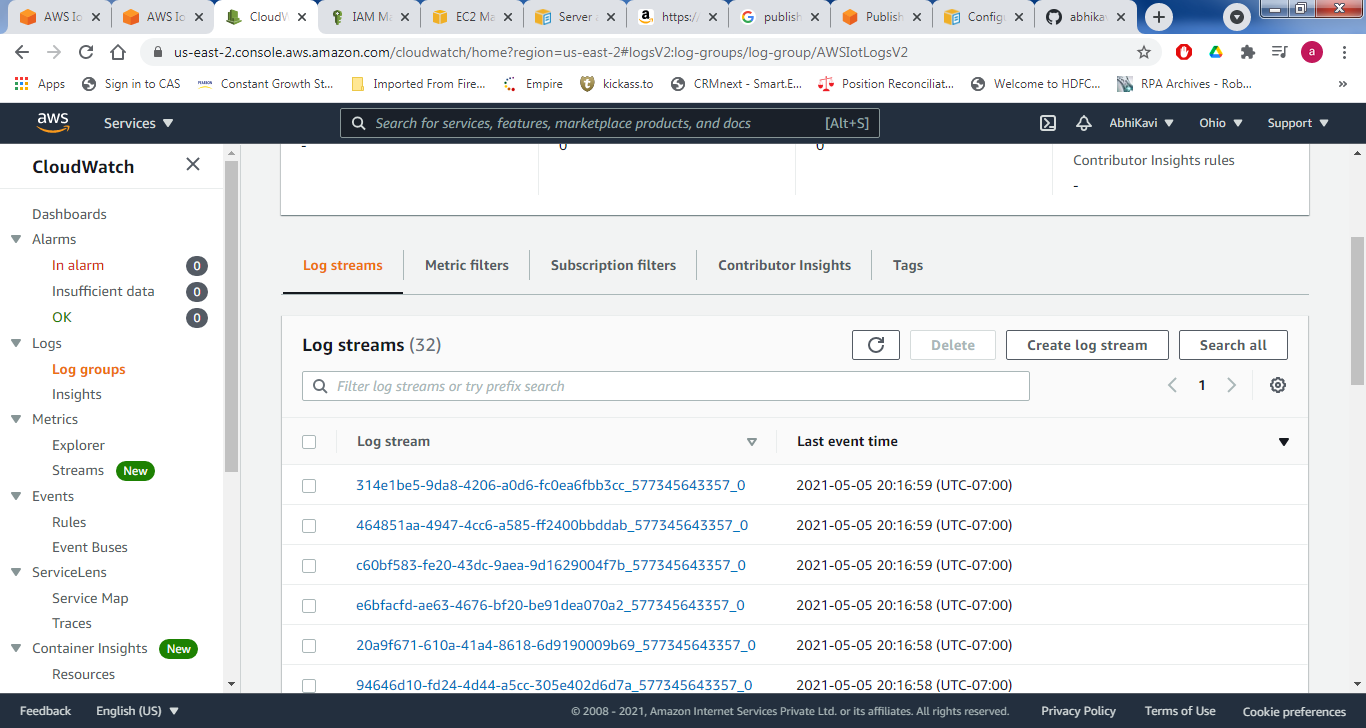 AWS Io
AWS Io
CloudW
IAM Ma
EC2 Ma
Server a
https:/
publish
Publish
Configu
abhikav
us-east-2.console.aws.amazon.com/cloudwatch/home?region=us-east-2#logsV2:log-groups/log-group/AWSIotLogsV2
a
Apps
Sign in to CAS
Constant Growth St...
Imported From Fire...
Empire
kickass.to
CRMnext - Smart.E...
Position Reconciliat...
Welcome to HDFC...
RPA Archives - Rob...
»
aws
Services
Search for services, features, marketplace products, and docs
[Alt+S]
AbhiKavi
Ohio
Support
CloudWatch
Dashboards
Alarms
In alarm 0
Insufficient data 0
OK 0
Logs
Log groups
Insights
Metrics
Explorer
Streams New
Events
Rules
Event Buses
ServiceLens
Service Map
Traces
Container Insights New
Resources
-
0
0
Contributor Insights rules
-
Log streams
Metric filters
Subscription filters
Contributor Insights
Tags
Log streams (32)
Delete
Create log stream
Search all
Filter log streams or try prefix search
1
Log stream
Last event time
314e1be5-9da8-4206-a0d6-fc0ea6fbb3cc_577345643357_0 2021-05-05 20:16:59 (UTC-07:00)
464851aa-4947-4cc6-a585-ff2400bbddab_577345643357_0 2021-05-05 20:16:59 (UTC-07:00)
c60bf583-fe20-43dc-9aea-9d1629004f7b_577345643357_0 2021-05-05 20:16:59 (UTC-07:00)
e6bfacfd-ae63-4676-bf20-be91dea070a2_577345643357_0 2021-05-05 20:16:58 (UTC-07:00)
20a9f671-610a-41a4-8618-6d9190009b69_577345643357_0 2021-05-05 20:16:58 (UTC-07:00)
94646d10-fd24-4d44-a5cc-305e402d6d7a_577345643357_0 2021-05-05 20:16:58 (UTC-07:00)
Feedback
English (US)
© 2008 - 2021, Amazon Internet Services Private Ltd. or its affiliates. All rights reserved.
Privacy Policy
Terms of Use
Cookie preferences